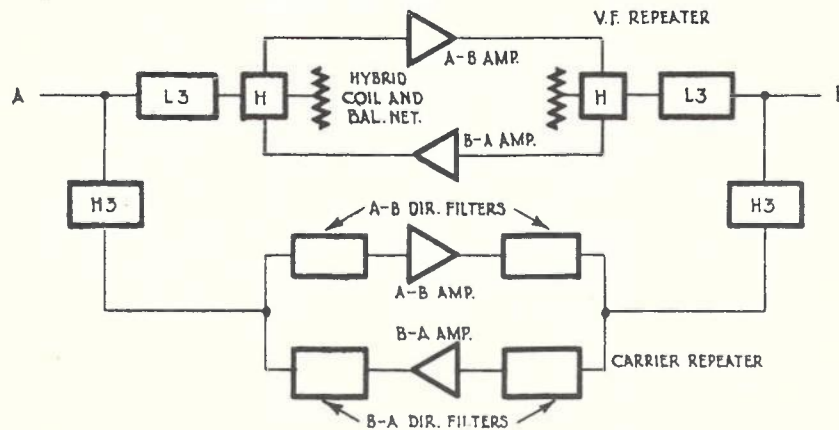 V.F. REPEATER
A-B AMP.
A
L3
H
HYBRID
COIL AND
BAL. NET.
H
L3
B-A AMP.
H3
H3
A-B DIR. FILTERS
A-B AMP.
B-A AMP.
CARRIER REPEATER
B-A DIR. FILTERS